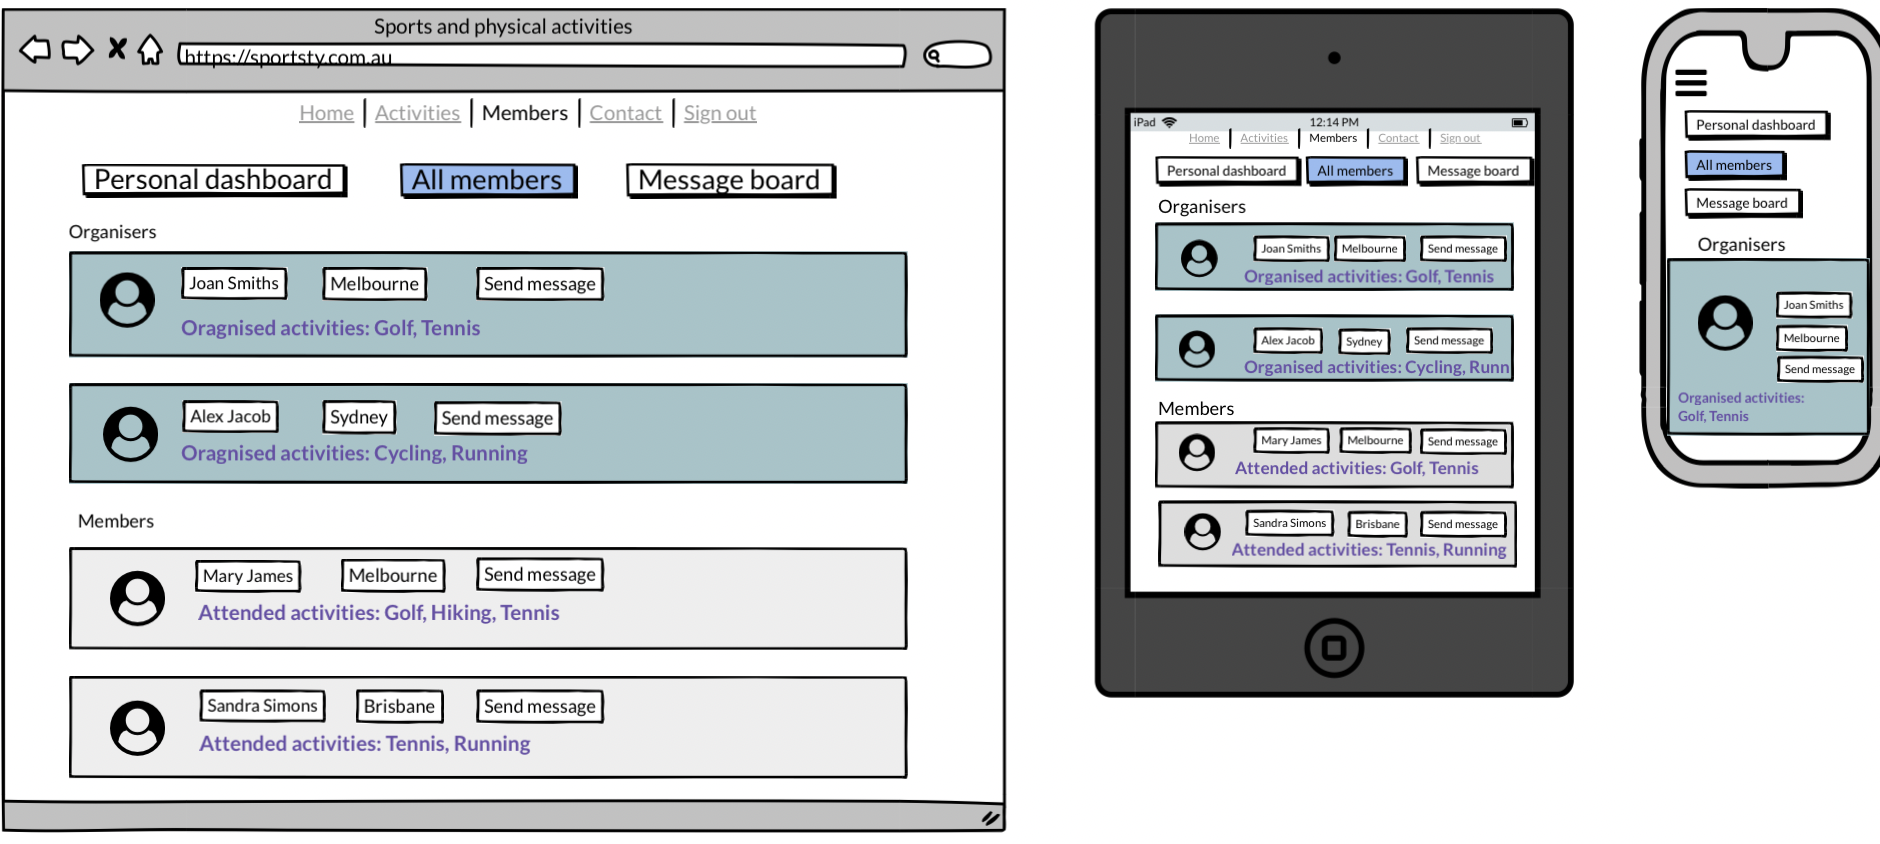 Sports and physical activities
https://sportsty.com.au
Home | Activities | Members | Contact | Sign out
Personal dashboard All members Message board
Organisers
Joan Smiths Melbourne Send message
Oragnised activities: Golf, Tennis
Alex Jacob Sydney Send message
Oragnised activities: Cycling, Running
Members
Mary James Melbourne Send message
Attended activities: Golf, Hiking, Tennis
Sandra Simons Brisbane Send message
Attended activities: Tennis, Running
iPad 12:14 PM
Home | Activities | Members | Contact | Sign out
Personal dashboard All members Message board
Organisers
Joan Smiths Melbourne Send message
Organised activities: Golf, Tennis
Alex Jacob Sydney Send message
Organised activities: Cycling, Runn
Members
Mary James Melbourne Send message
Attended activities: Golf, Tennis
Sandra Simons Brisbane Send message
Attended activities: Tennis, Running
Personal dashboard
All members
Message board
Organisers
Joan Smiths
Melbourne
Send message
Organised activities:
Golf, Tennis